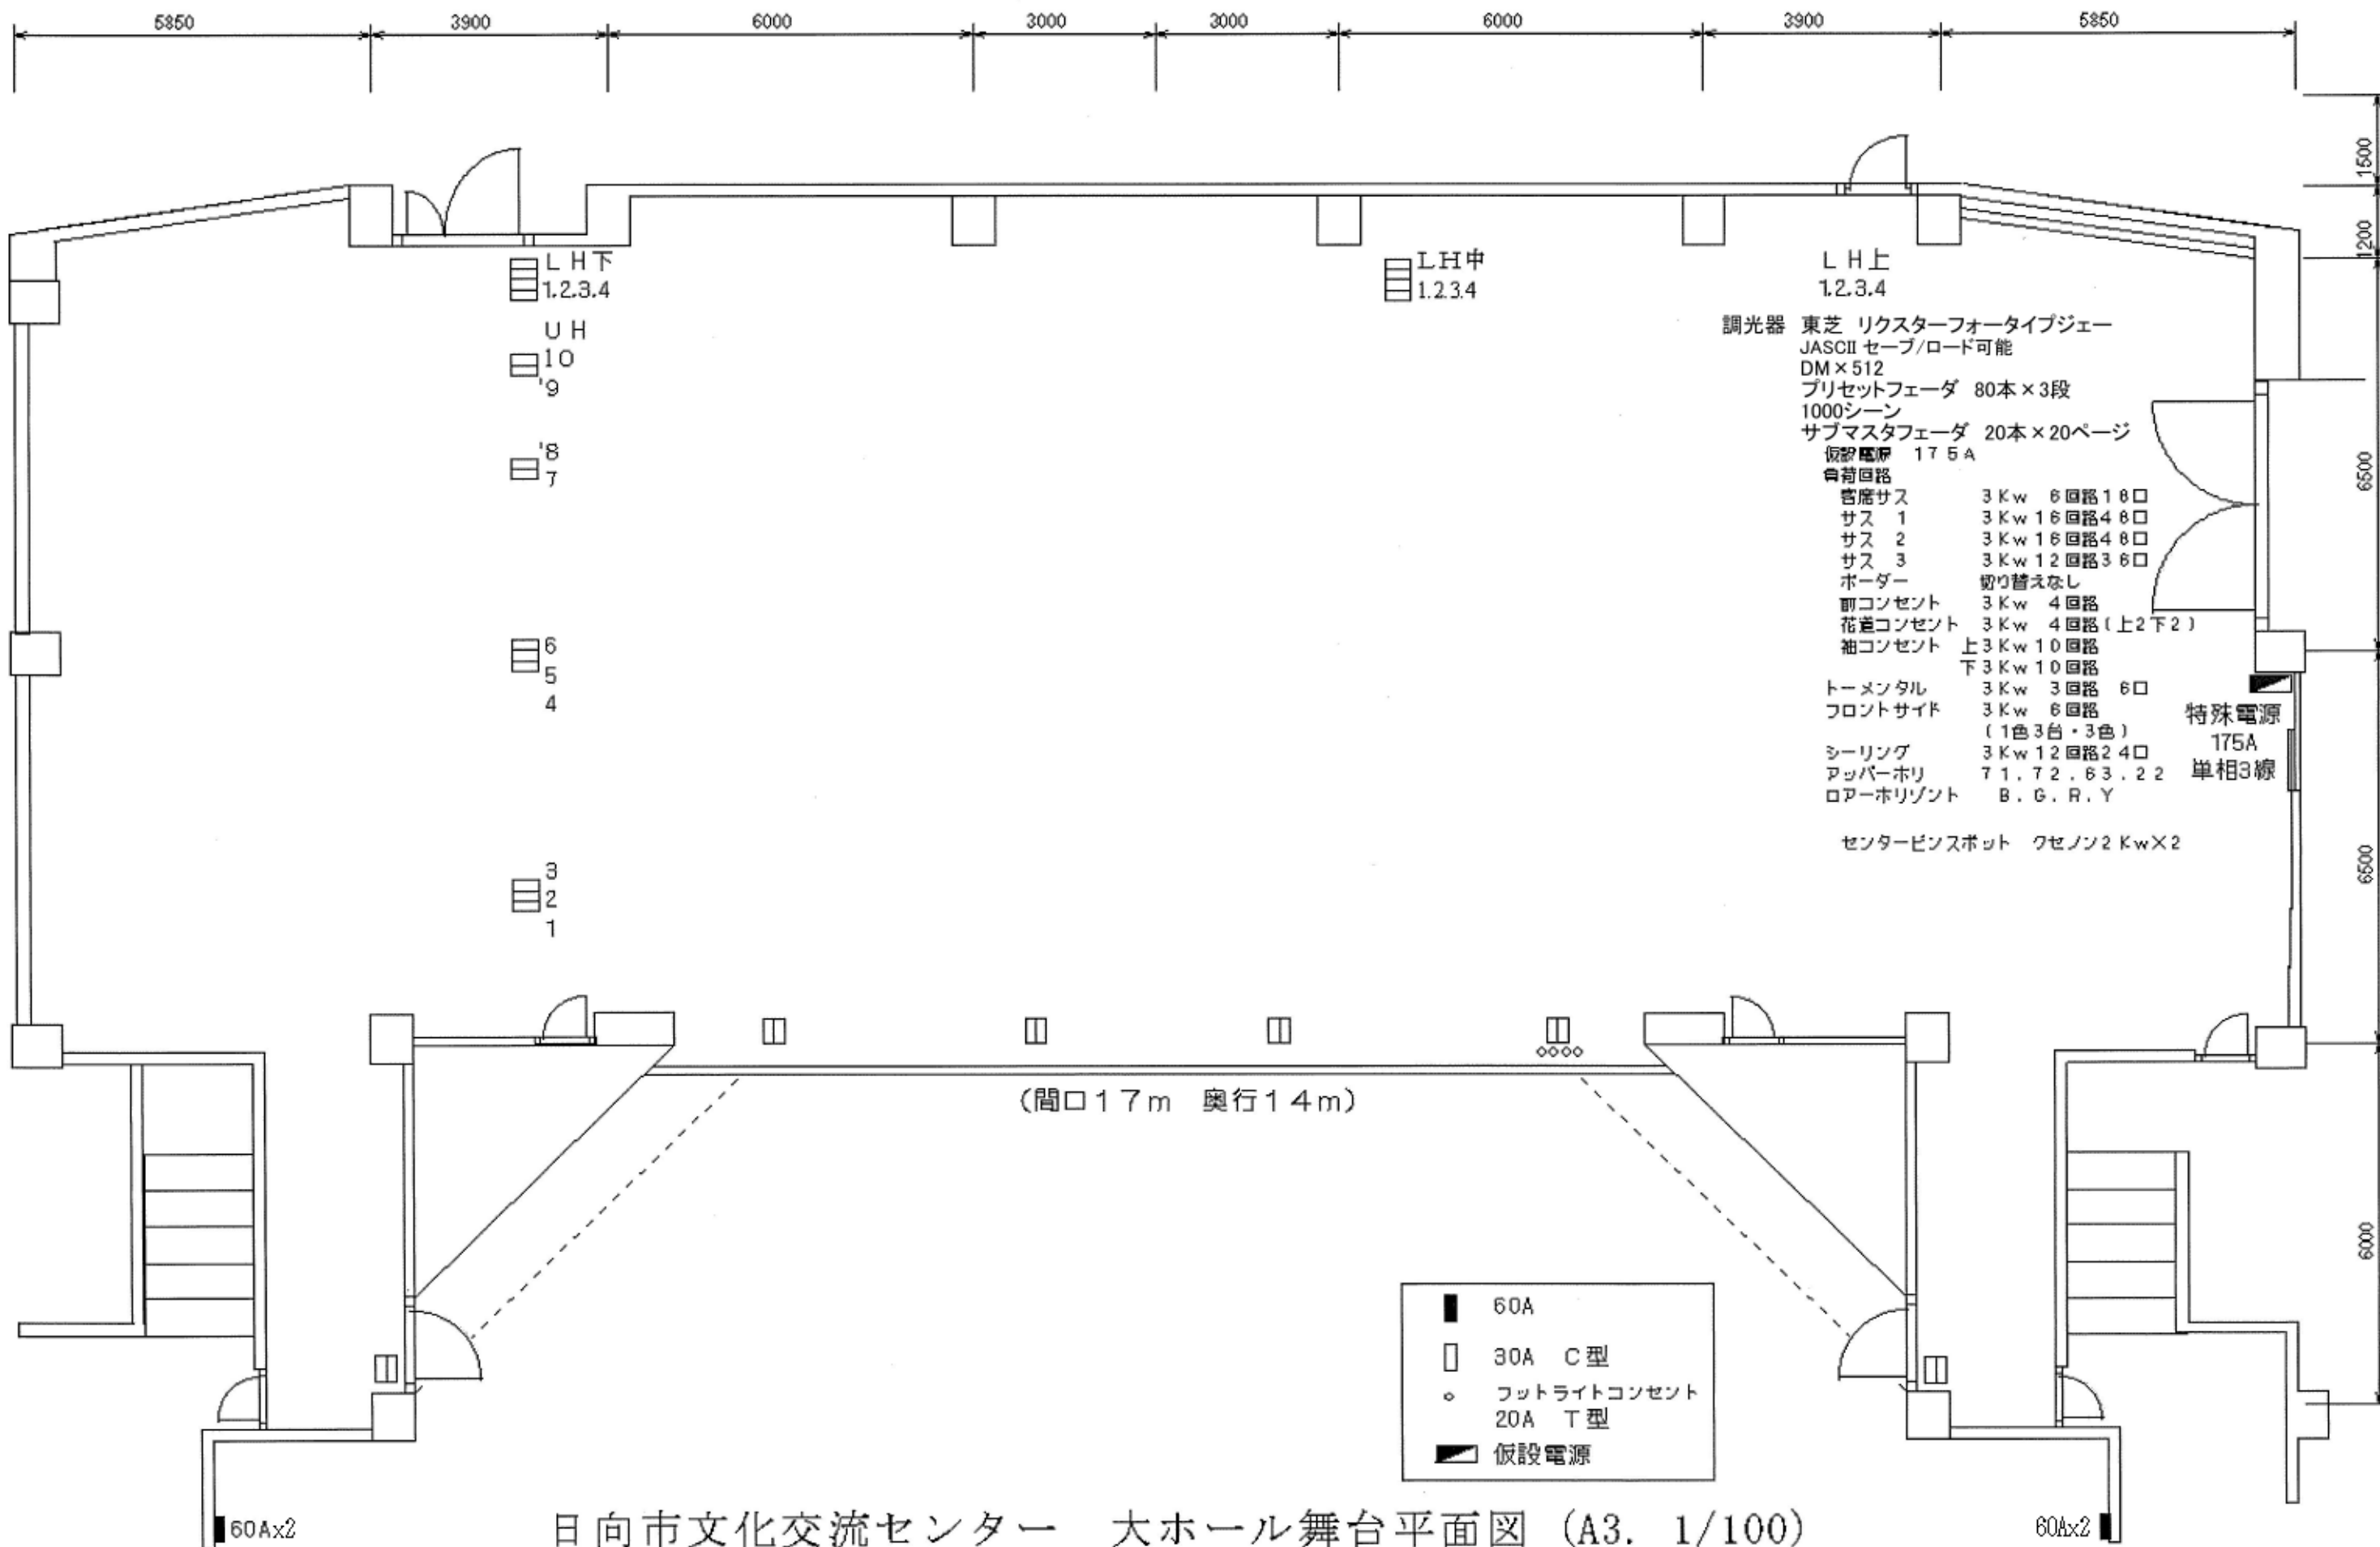 5850 3900 6000 3000 3000 6000 3900 5850
1500
1200
6500
6500
6000
LH下
1.2.3.4
UH
10
'9
'8
7
6
5
4
3
2
1
LH中
1.2.3.4
LH上
1.2.3.4
調光器 東芝 リクスターフォータイプジェー
JASCII セーブ/ロード可能
DM×512
プリセットフェーダ 80本×3段
1000シーン
サブマスタフェーダ 20本×20ページ
仮設電源 175A
負荷回路
客席サス 3Kw 6回路18口
サス 1 3Kw16回路48口
サス 2 3Kw16回路48口
サス 3 3Kw12回路36口
ボーダー 切り替えなし
前コンセント 3Kw 4回路
花道コンセント 3Kw 4回路(上2下2)
袖コンセント 上3Kw10回路
下3Kw10回路
トーメンタル 3Kw 3回路 6口
フロントサイド 3Kw 6回路
(1色3台・3色)
シーリング 3Kw12回路24口
アッパーホリ 71.72.63.22
ロアーホリゾント B.G.R.Y
センターピンスポット クセノン2Kw×2
特殊電源
175A
単相3線
(間口17m 奥行14m)
60A
30A C型
フットライトコンセント
20A T型
仮設電源
60Ax2
60Ax2
日向市文化交流センター 大ホール舞台平面図 (A3. 1/100)